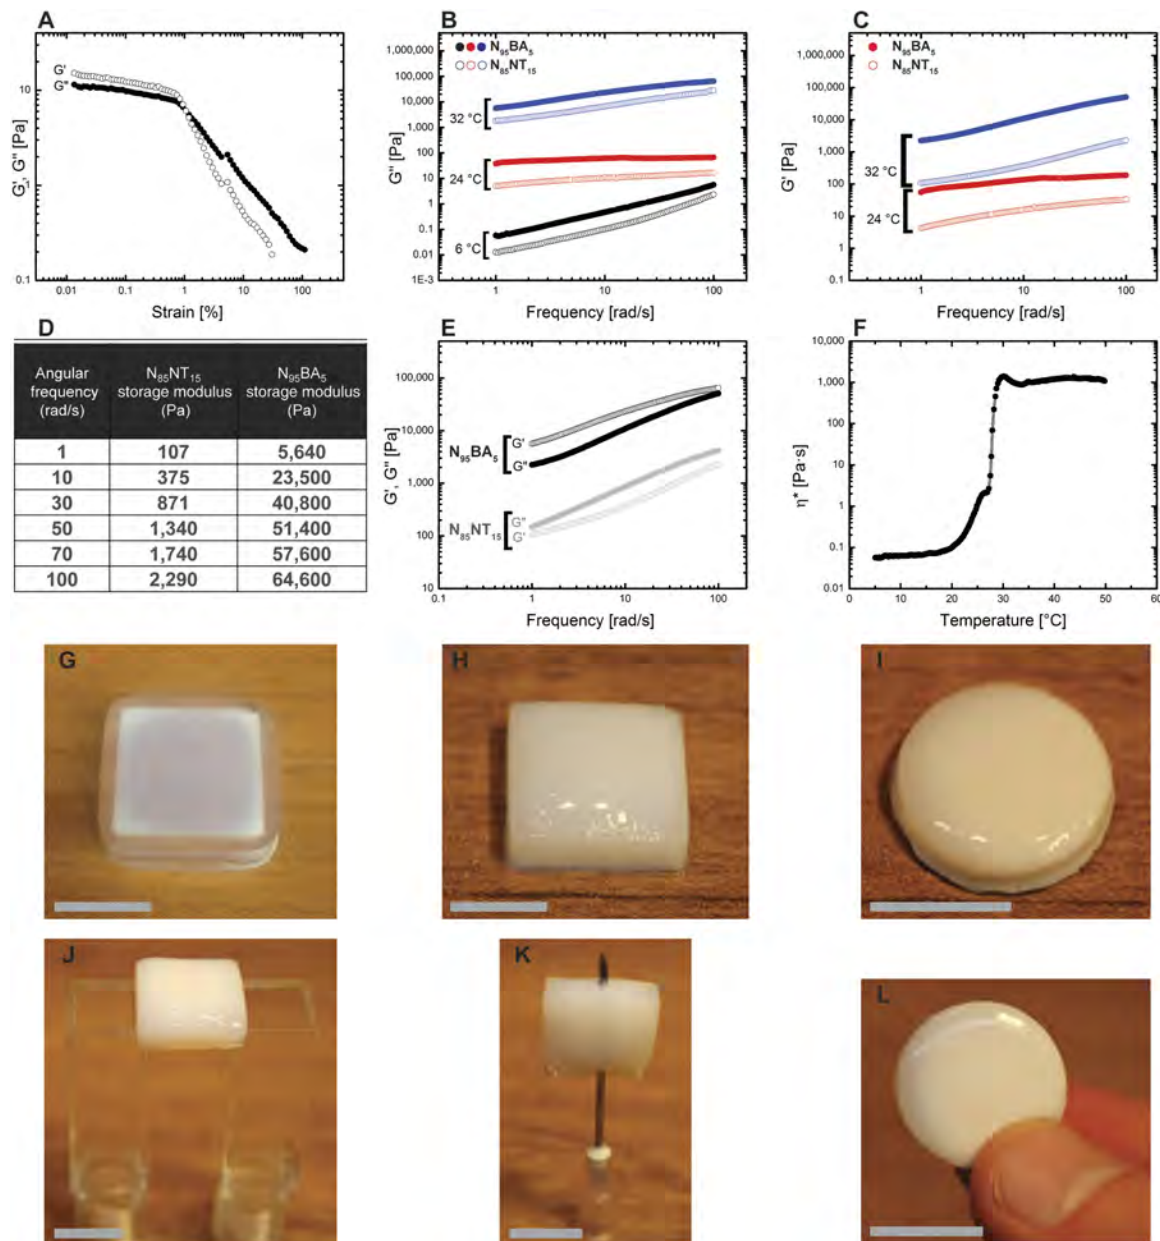 A
G'
G"
10
1
0.1
0.01 0.1 1 10 100
G', G" [Pa]
Strain [%]
B
N₉₅BA₅
N₈₅NT₁₅
1,000,000
100,000
10,000
1,000
100
10
1
0.1
0.01
1E-3
32 °C
24 °C
6 °C
1 10 100
G" [Pa]
Frequency [rad/s]
C
N₉₅BA₅
N₈₅NT₁₅
1,000,000
100,000
10,000
1,000
100
10
1
0.1
32 °C
24 °C
1 10 100
G' [Pa]
Frequency [rad/s]
D
Angular frequency (rad/s) N₈₅NT₁₅ storage modulus (Pa) N₉₅BA₅ storage modulus (Pa)
1 107 5,640
10 375 23,500
30 871 40,800
50 1,340 51,400
70 1,740 57,600
100 2,290 64,600
E
100,000
10,000
1,000
100
10
N₉₅BA₅
G'
G"
N₈₅NT₁₅
G"
G'
0.1 1 10 100
G', G" [Pa]
Frequency [rad/s]
F
10,000
1,000
100
10
1
0.1
0.01
0 10 20 30 40 50 60
η* [Pa·s]
Temperature [°C]
G
H
I
J
K
L